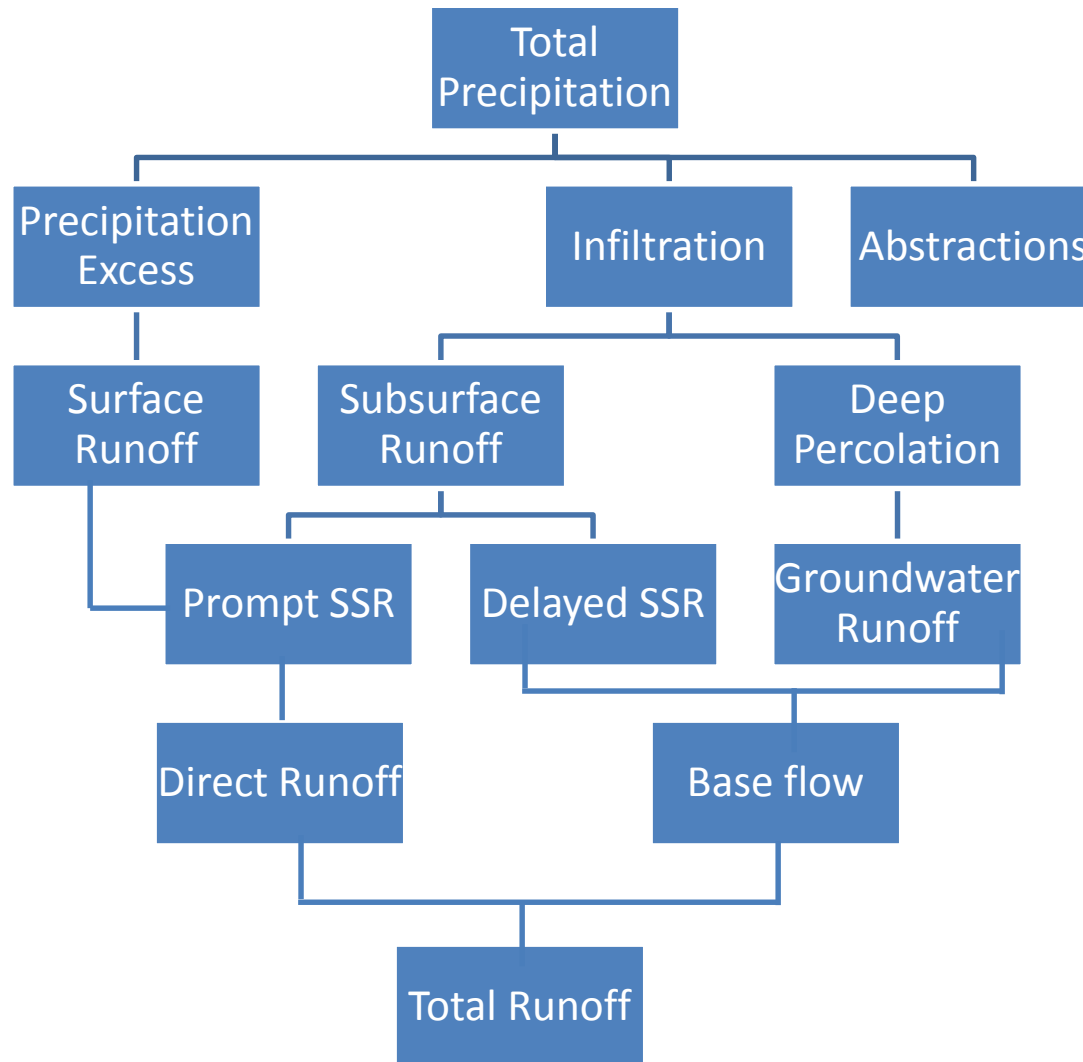 Total
Precipitation
Precipitation
Excess
Infiltration
Abstractions
Surface
Runoff
Subsurface
Runoff
Deep
Percolation
Prompt SSR
Delayed SSR
Groundwater
Runoff
Direct Runoff
Base flow
Total Runoff